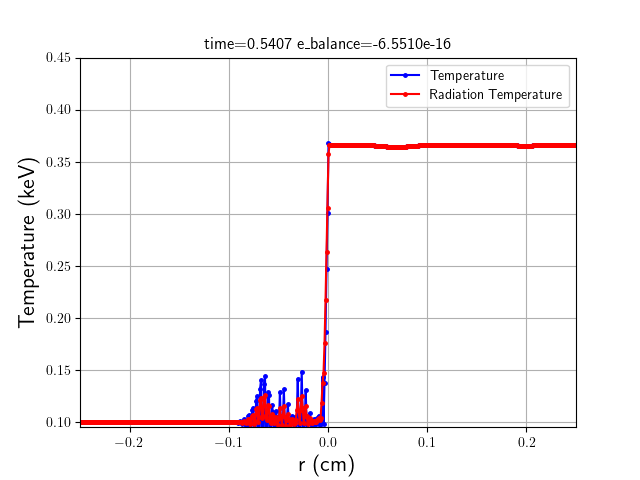 time=0.5407 e_balance=-6.5510e-16
0.45
0.40
0.35
0.30
0.25
0.20
0.15
0.10
Temperature (keV)
Temperature
Radiation Temperature
−0.2
−0.1
0.0
0.1
0.2
r (cm)